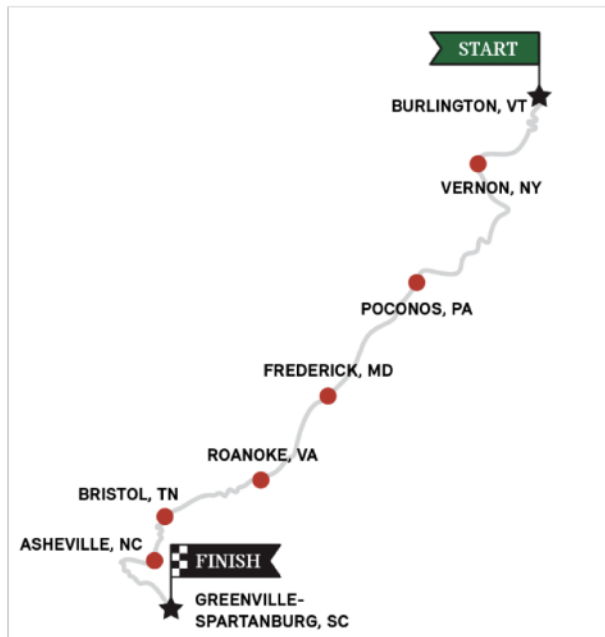 START
BURLINGTON, VT
VERNON, NY
POCONOS, PA
FREDERICK, MD
ROANOKE, VA
BRISTOL, TN
ASHEVILLE, NC
FINISH
GREENVILLE-
SPARTANBURG, SC